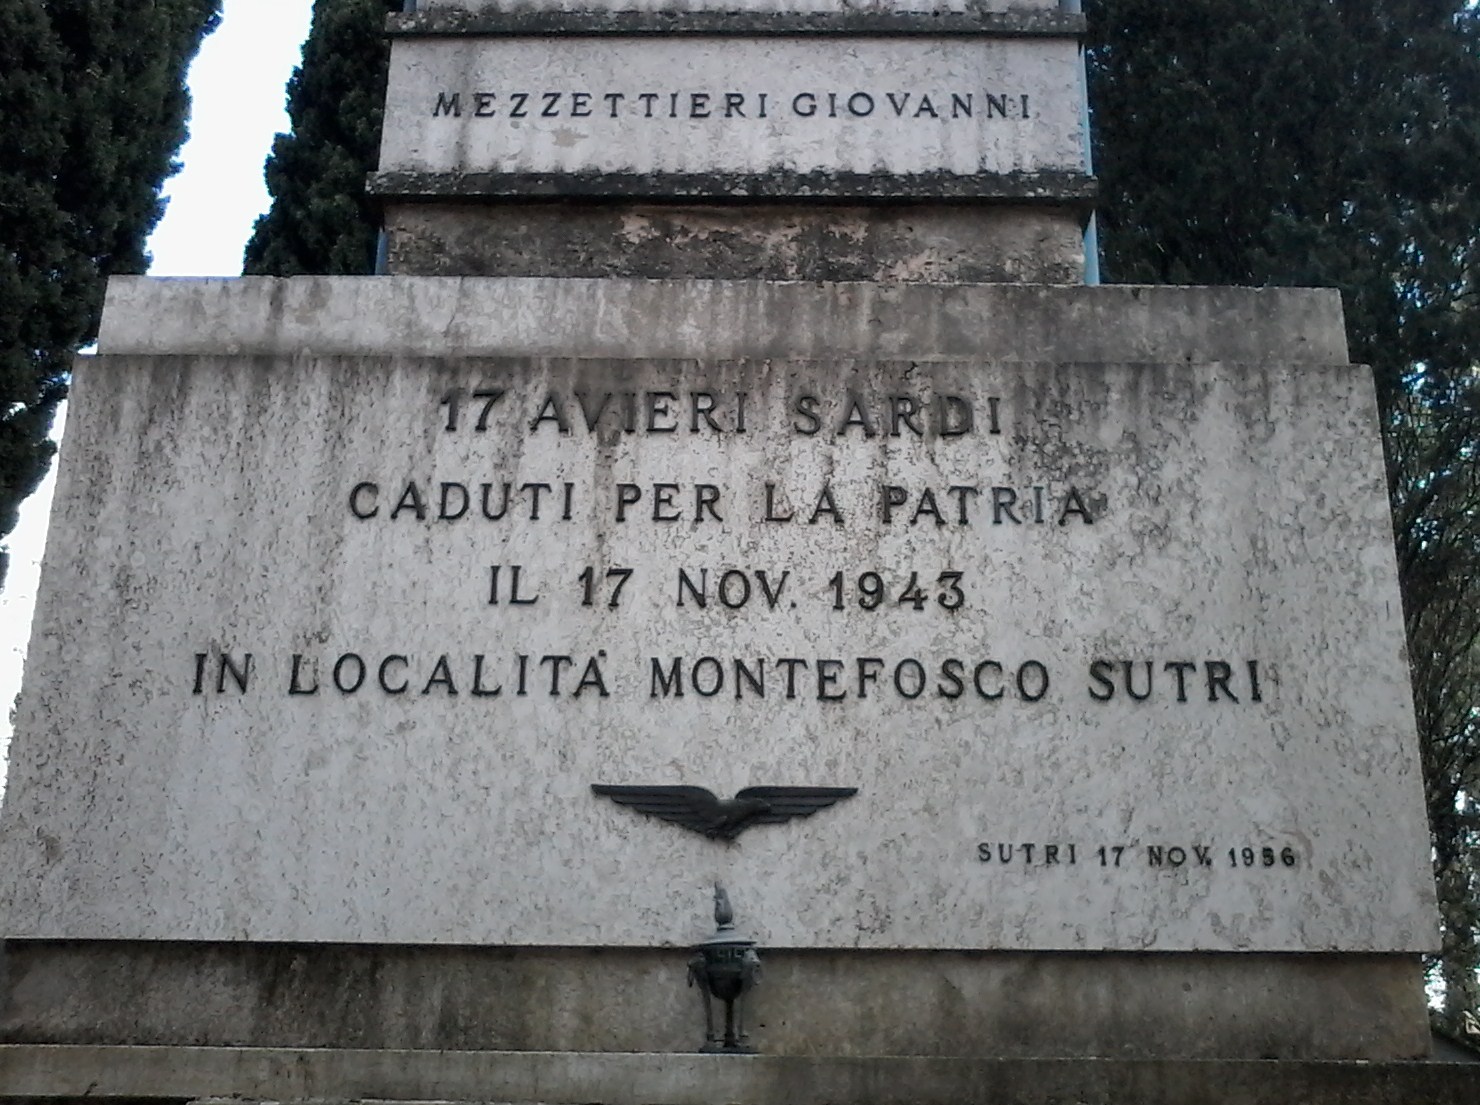 MEZZETTIERI GIOVANNI
17 AVIERI SARDI
CADUTI PER LA PATRIA
IL 17 NOV. 1943
IN LOCALITÀ MONTEFOSCO SUTRI
SUTRI 17 NOV. 1956